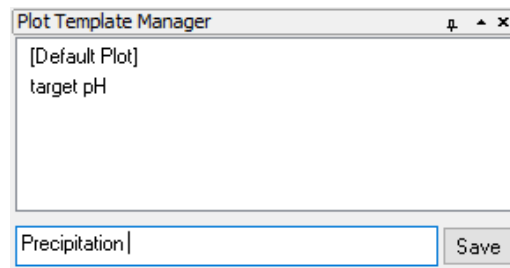 Plot Template Manager
[Default Plot]
target pH
Precipitation
Save